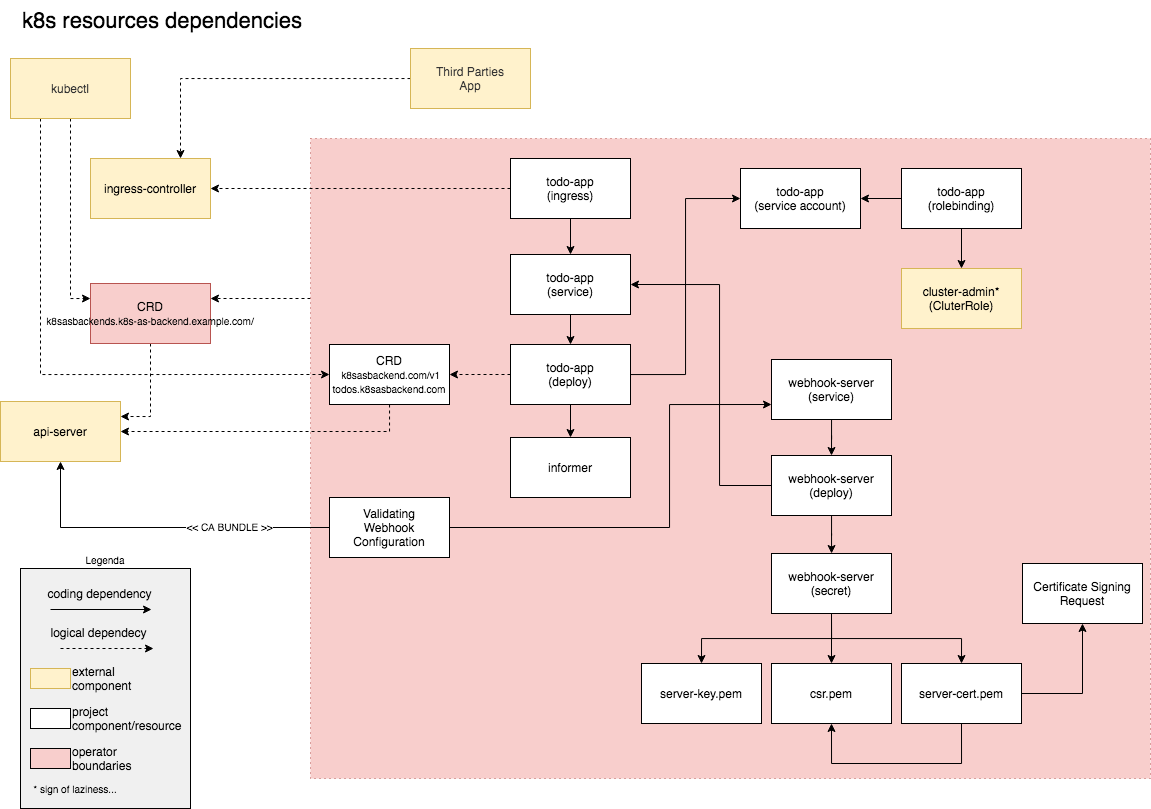 k8s resources dependencies
kubectl
Third Parties
App
ingress-controller
todo-app
(ingress)
todo-app
(service account)
todo-app
(rolebinding)
todo-app
(service)
cluster-admin*
(CluterRole)
CRD
k8sasbackends.k8s-as-backend.example.com/
CRD
k8sasbackend.com/v1
todos.k8sasbackend.com
todo-app
(deploy)
webhook-server
(service)
api-server
informer
webhook-server
(deploy)
Validating
Webhook
Configuration
<< CA BUNDLE >>
webhook-server
(secret)
Certificate Signing
Request
server-key.pem
csr.pem
server-cert.pem
Legenda
coding dependency
logical dependecy
external
component
project
component/resource
operator
boundaries
* sign of laziness...